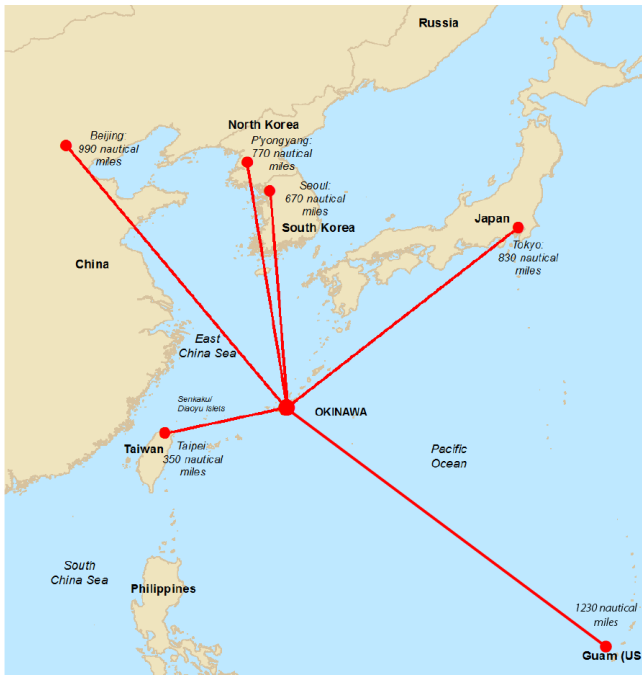 Russia
Beijing:
990 nautical
miles
North Korea
P'yongyang:
770 nautical
miles
Seoul:
670 nautical
miles
South Korea
Japan
Tokyo:
830 nautical
miles
China
East
China Sea
Senkaku/
Diaoyu Islets
OKINAWA
Taiwan
Taipei:
350 nautical
miles
Pacific
Ocean
South
China Sea
Philippines
1230 nautical
miles
Guam (US